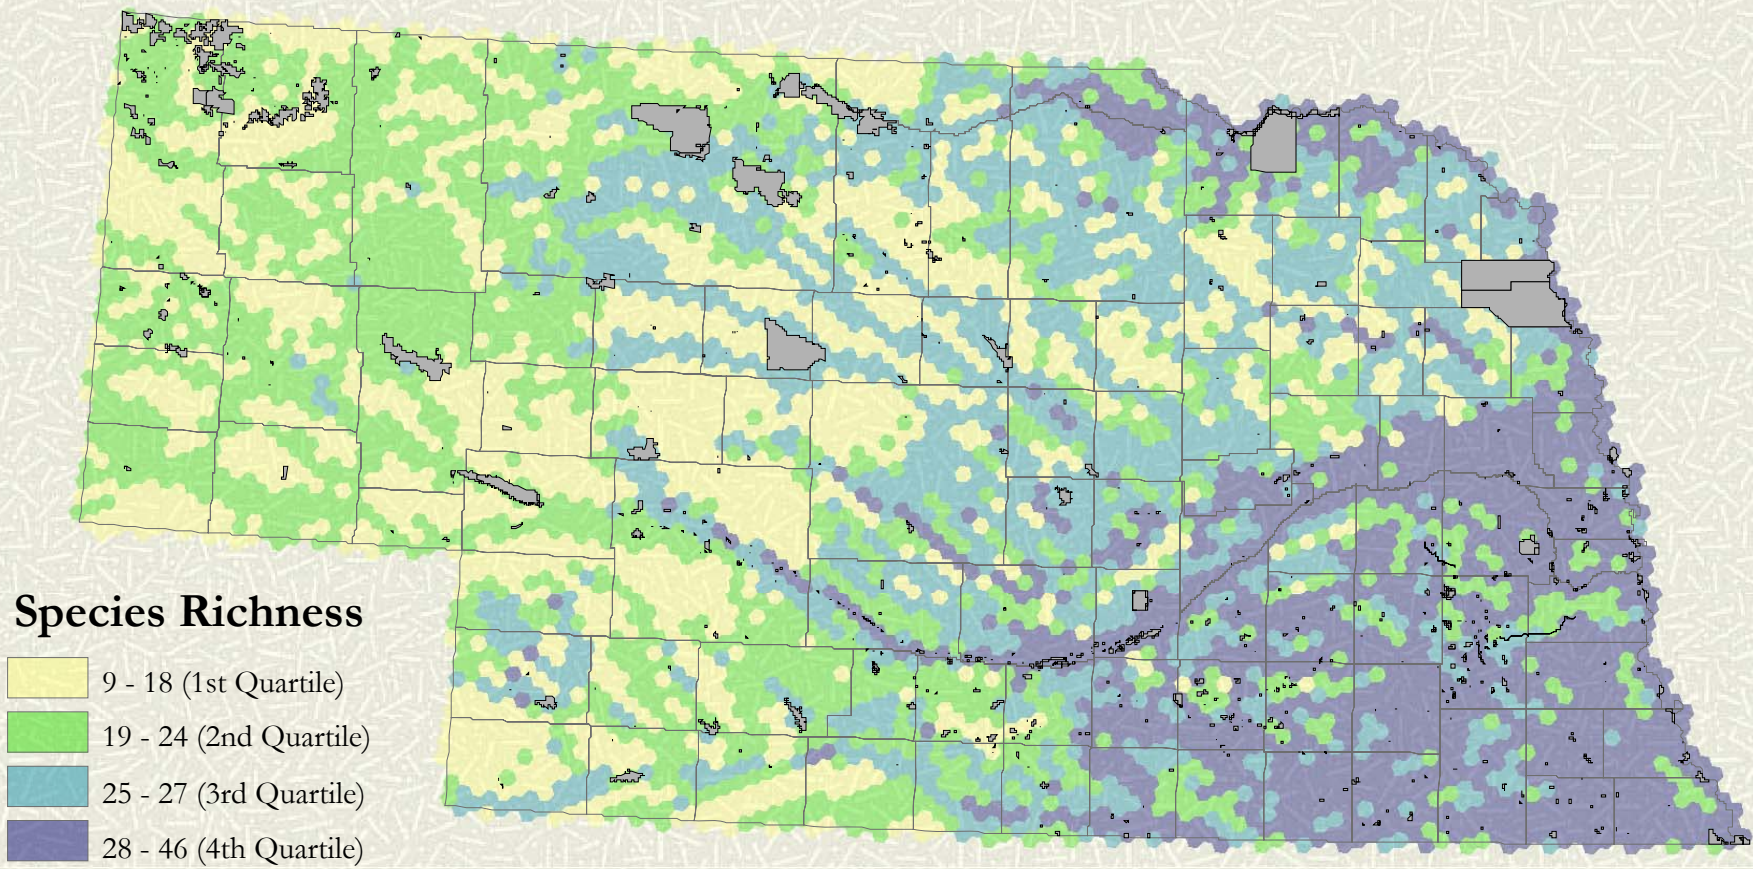 Species Richness
9 - 18 (1st Quartile)
19 - 24 (2nd Quartile)
25 - 27 (3rd Quartile)
28 - 46 (4th Quartile)